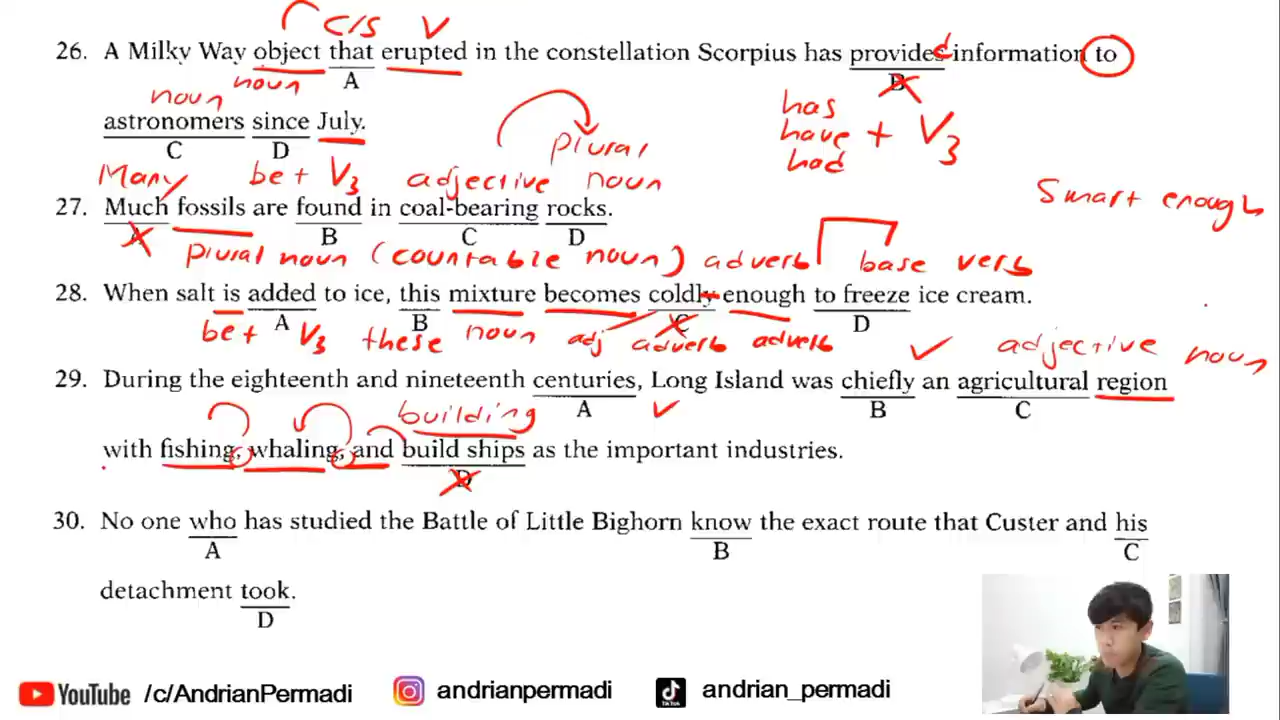 C/S V
26. A Milky Way object that erupted in the constellation Scorpius has provides d information to
A B
noun noun
has
astronomers since July.
have + V3
C D
plural
had
Many be + V3 adjective noun
Smart enough
27. Much fossils are found in coal-bearing rocks.
A B C D
plural noun (countable noun) adverb base verb
28. When salt is added to ice, this mixture becomes coldly enough to freeze ice cream.
A B C D
be + V3 these noun adj adverb adverb
adjective noun
29. During the eighteenth and nineteenth centuries, Long Island was chiefly an agricultural region
A B C
building
with fishing, whaling, and build ships as the important industries.
D
30. No one who has studied the Battle of Little Bighorn know the exact route that Custer and his
A B C
detachment took.
D
YouTube /c/AndrianPermadi andrianpermadi TikTok andrian_permadi